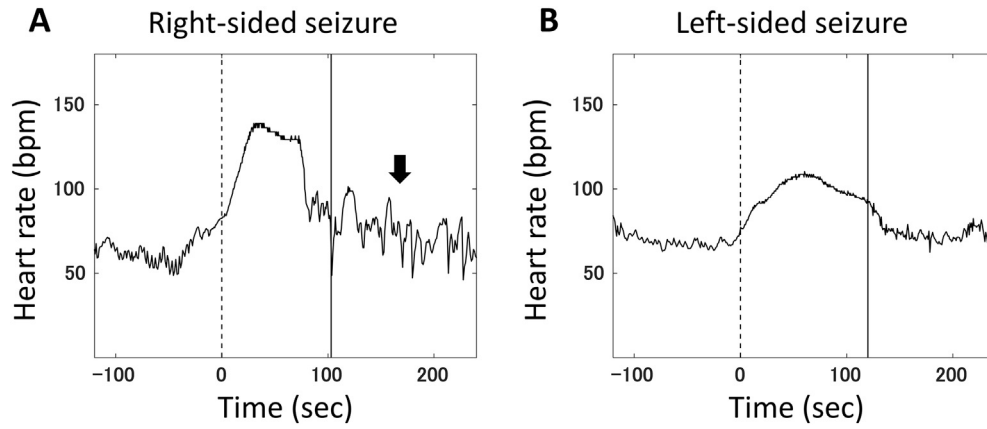 A Right-sided seizure
Heart rate (bpm)
150
100
50
−100 0 100 200
Time (sec)
B Left-sided seizure
Heart rate (bpm)
150
100
50
−100 0 100 200
Time (sec)